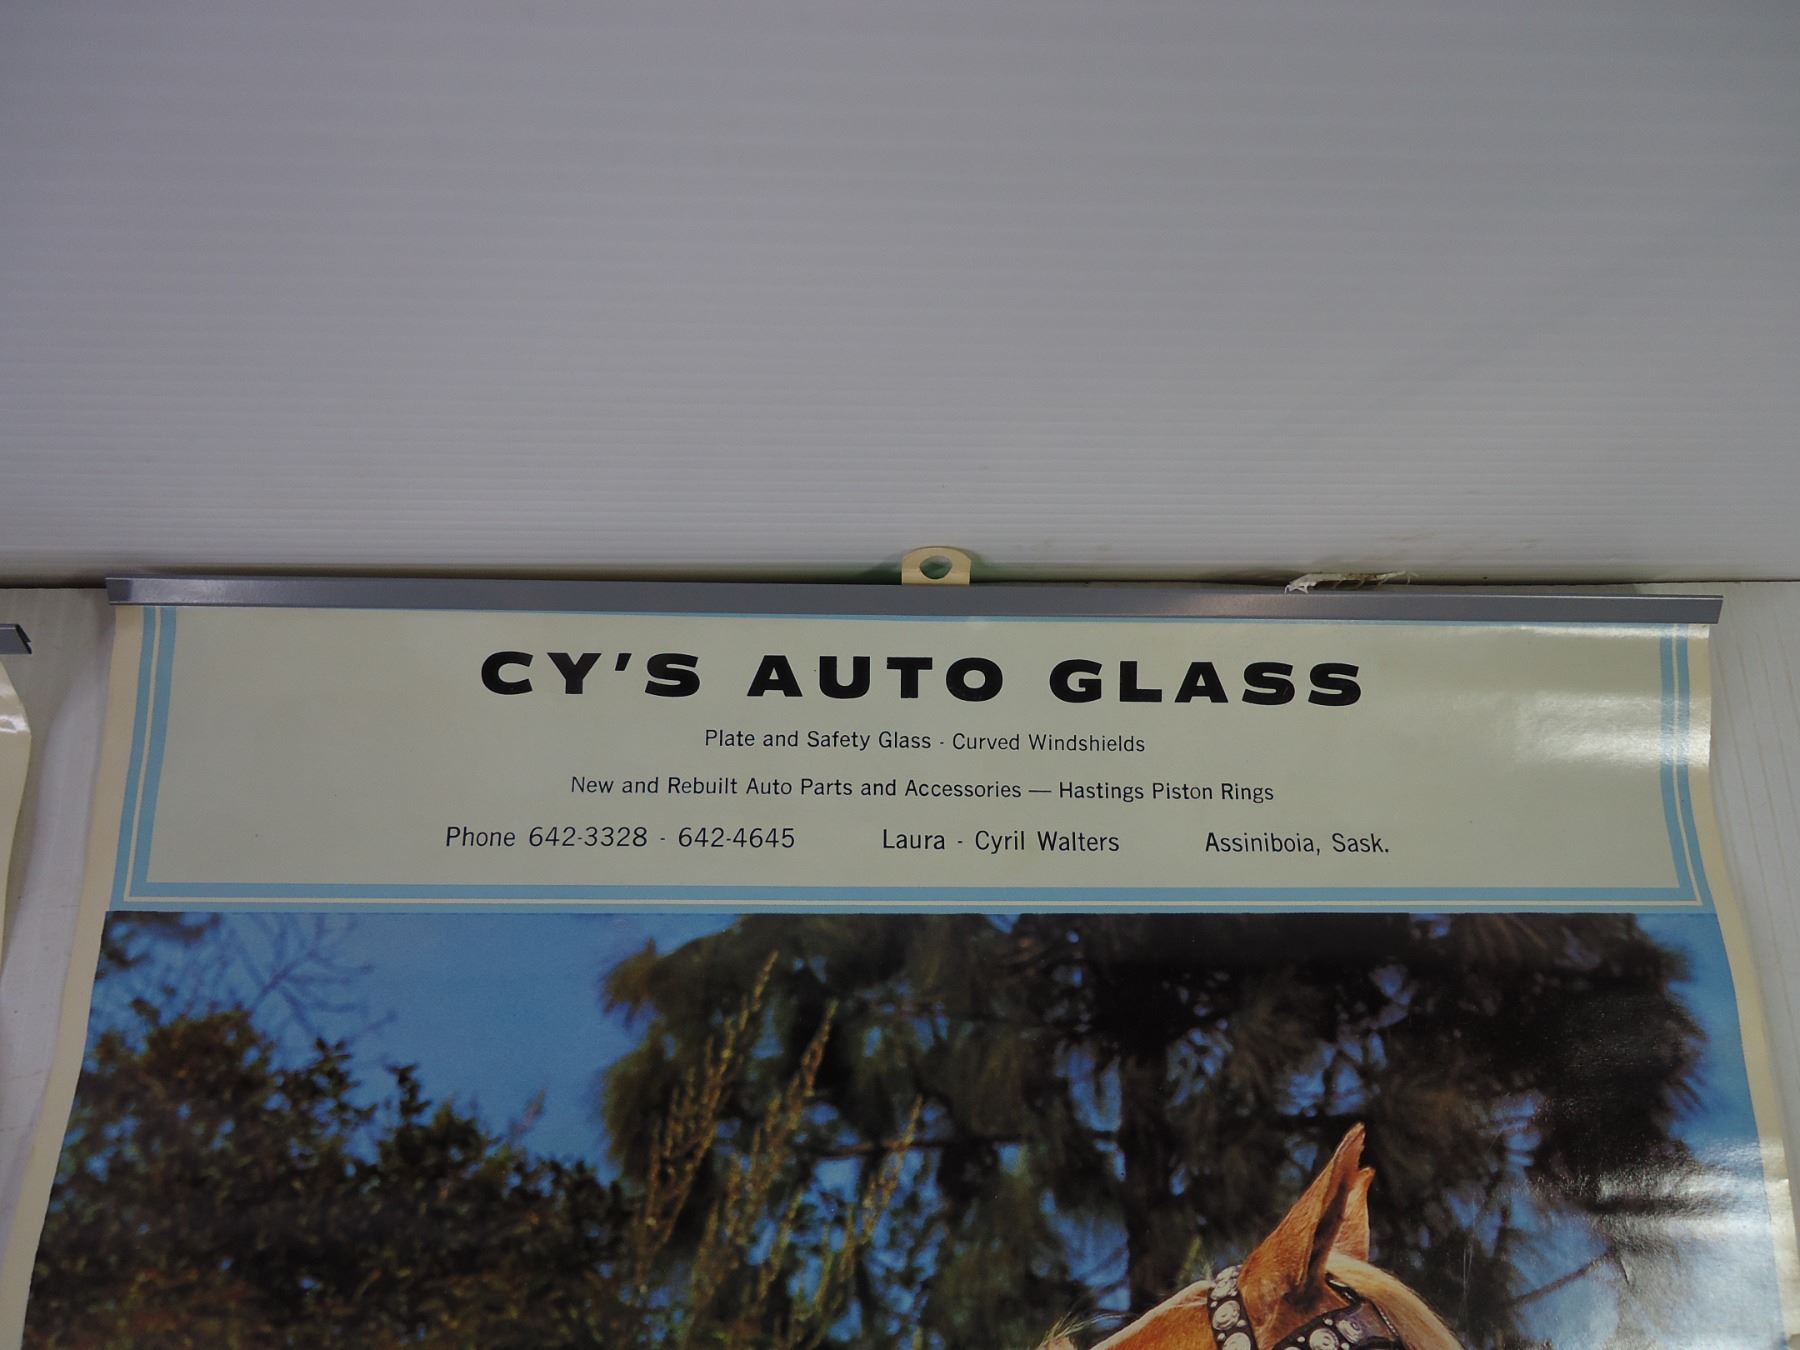 CY'S AUTO GLASS
Plate and Safety Glass - Curved Windshields
New and Rebuilt Auto Parts and Accessories — Hastings Piston Rings
Phone 642-3328 - 642-4645 Laura - Cyril Walters Assiniboia, Sask.